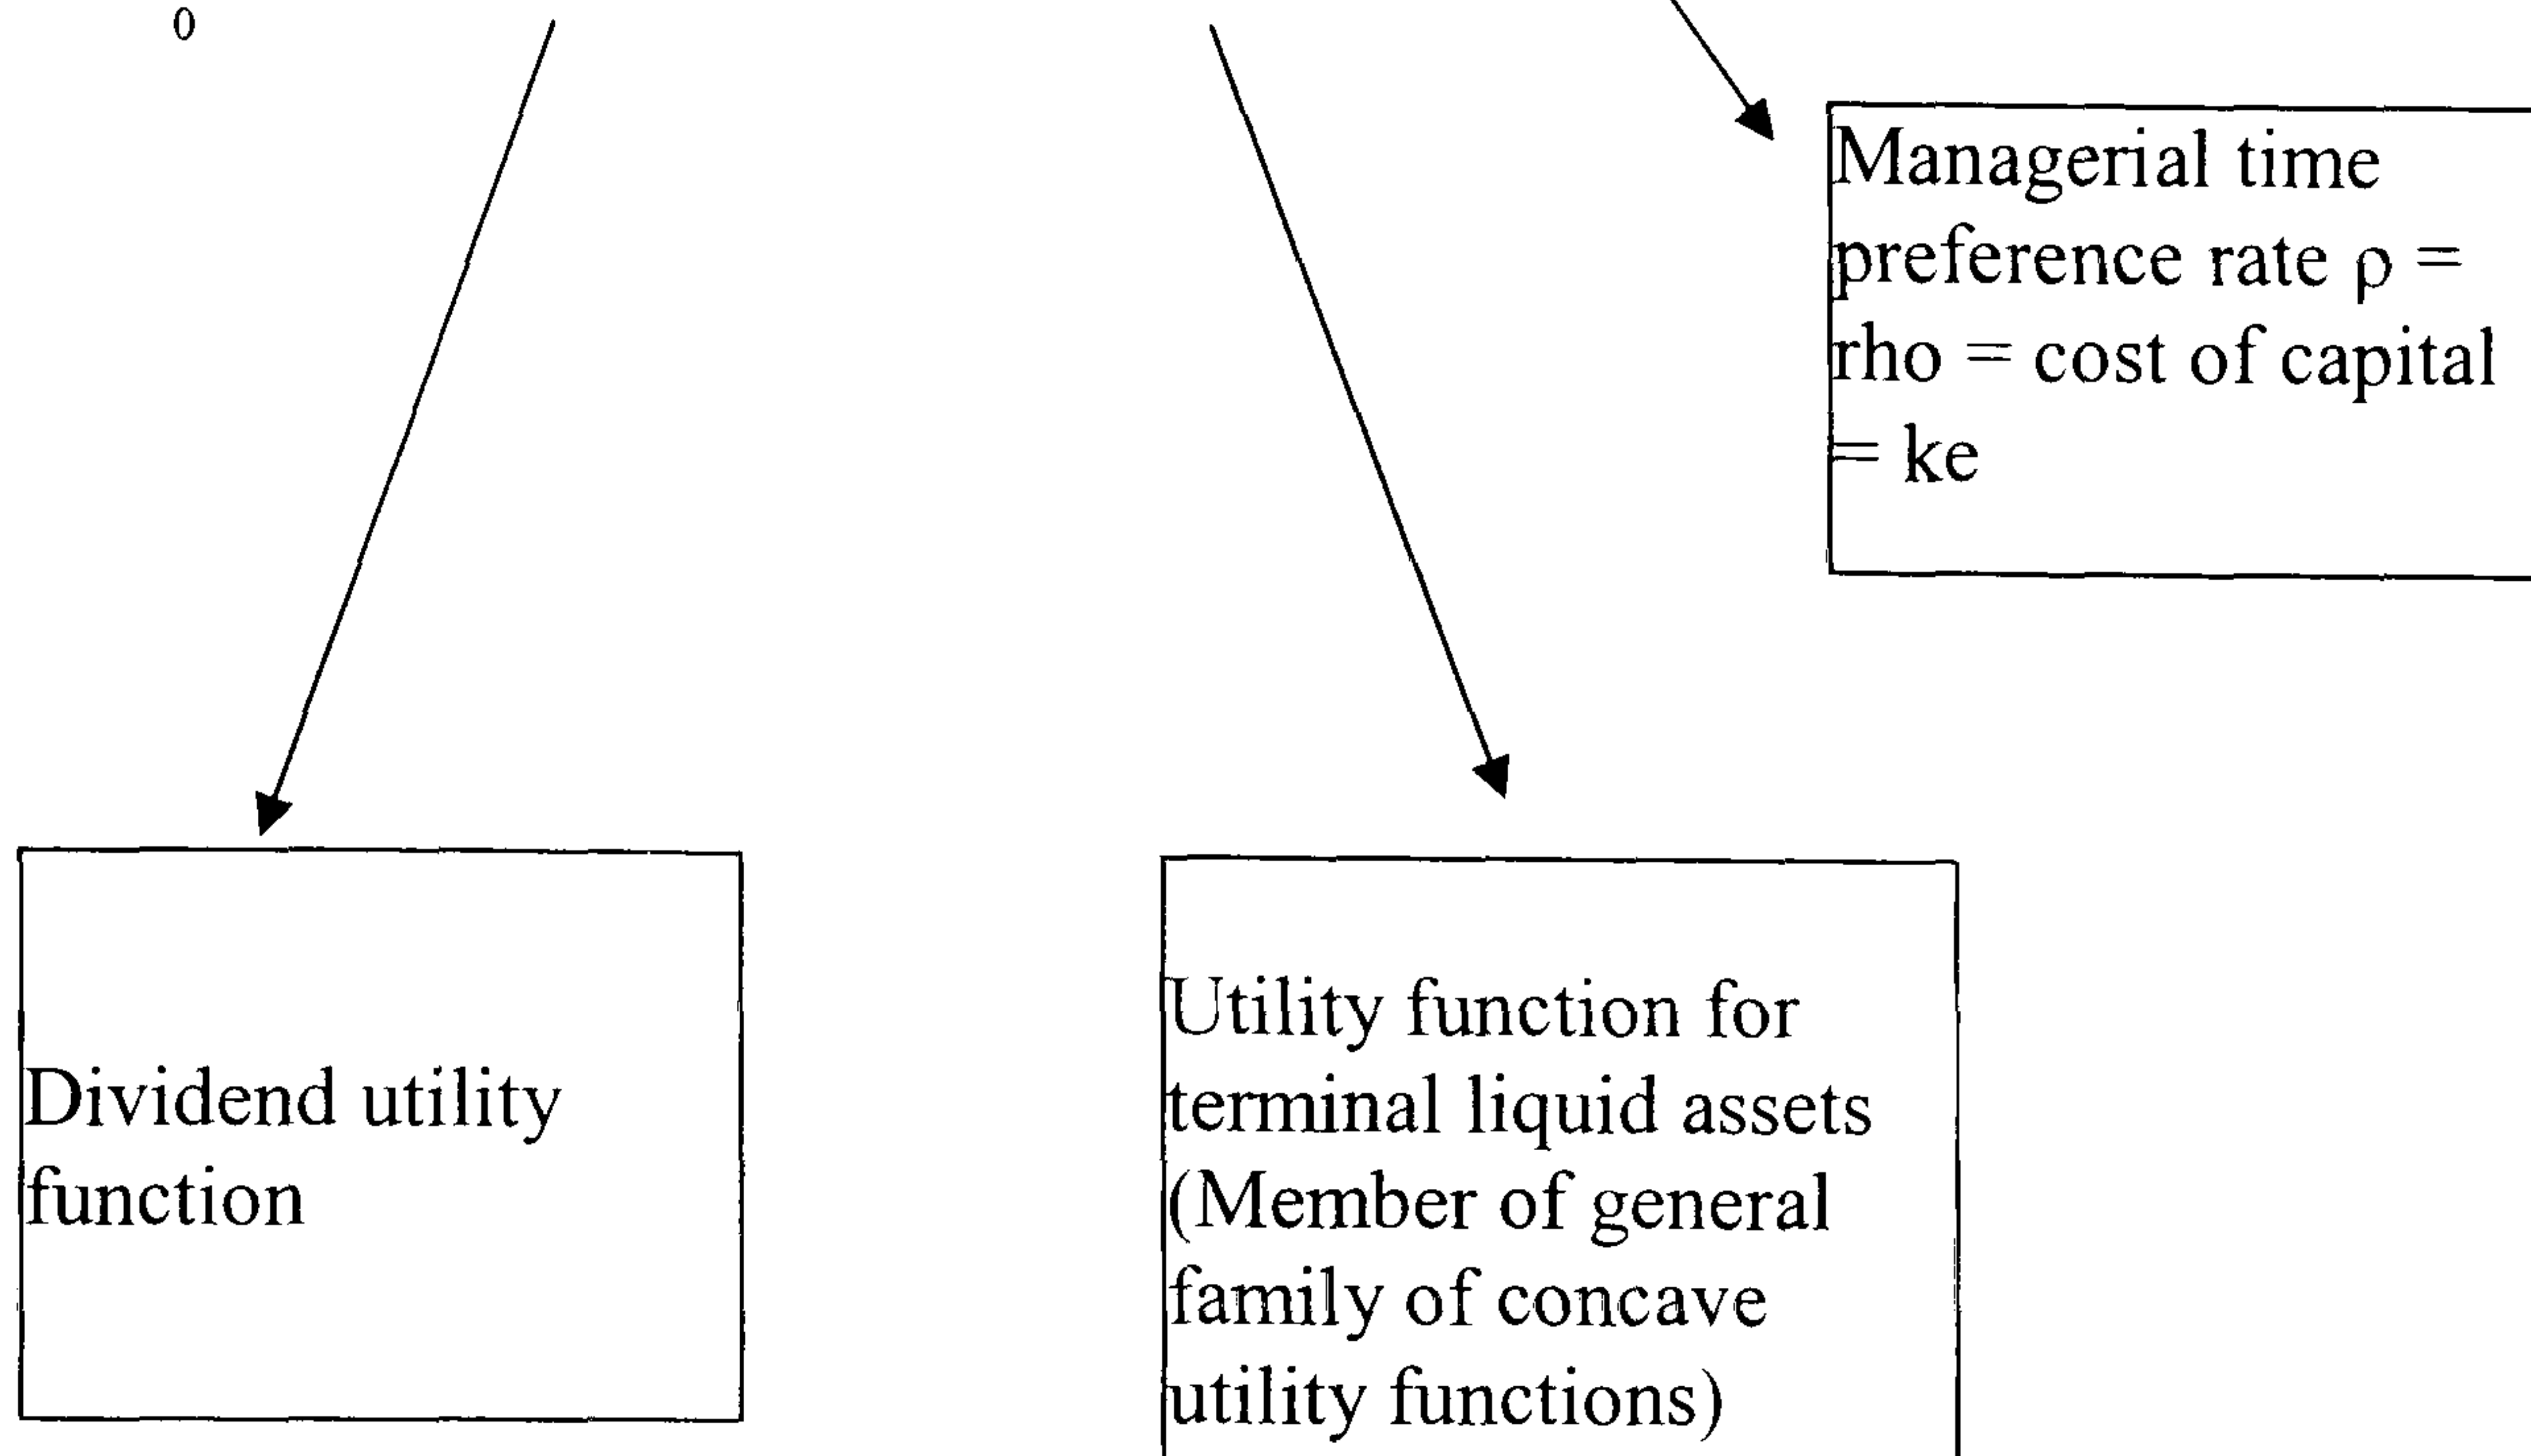 0
Managerial time
preference rate ρ =
rho = cost of capital
= ke
Dividend utility
function
Utility function for
terminal liquid assets
(Member of general
family of concave
utility functions)